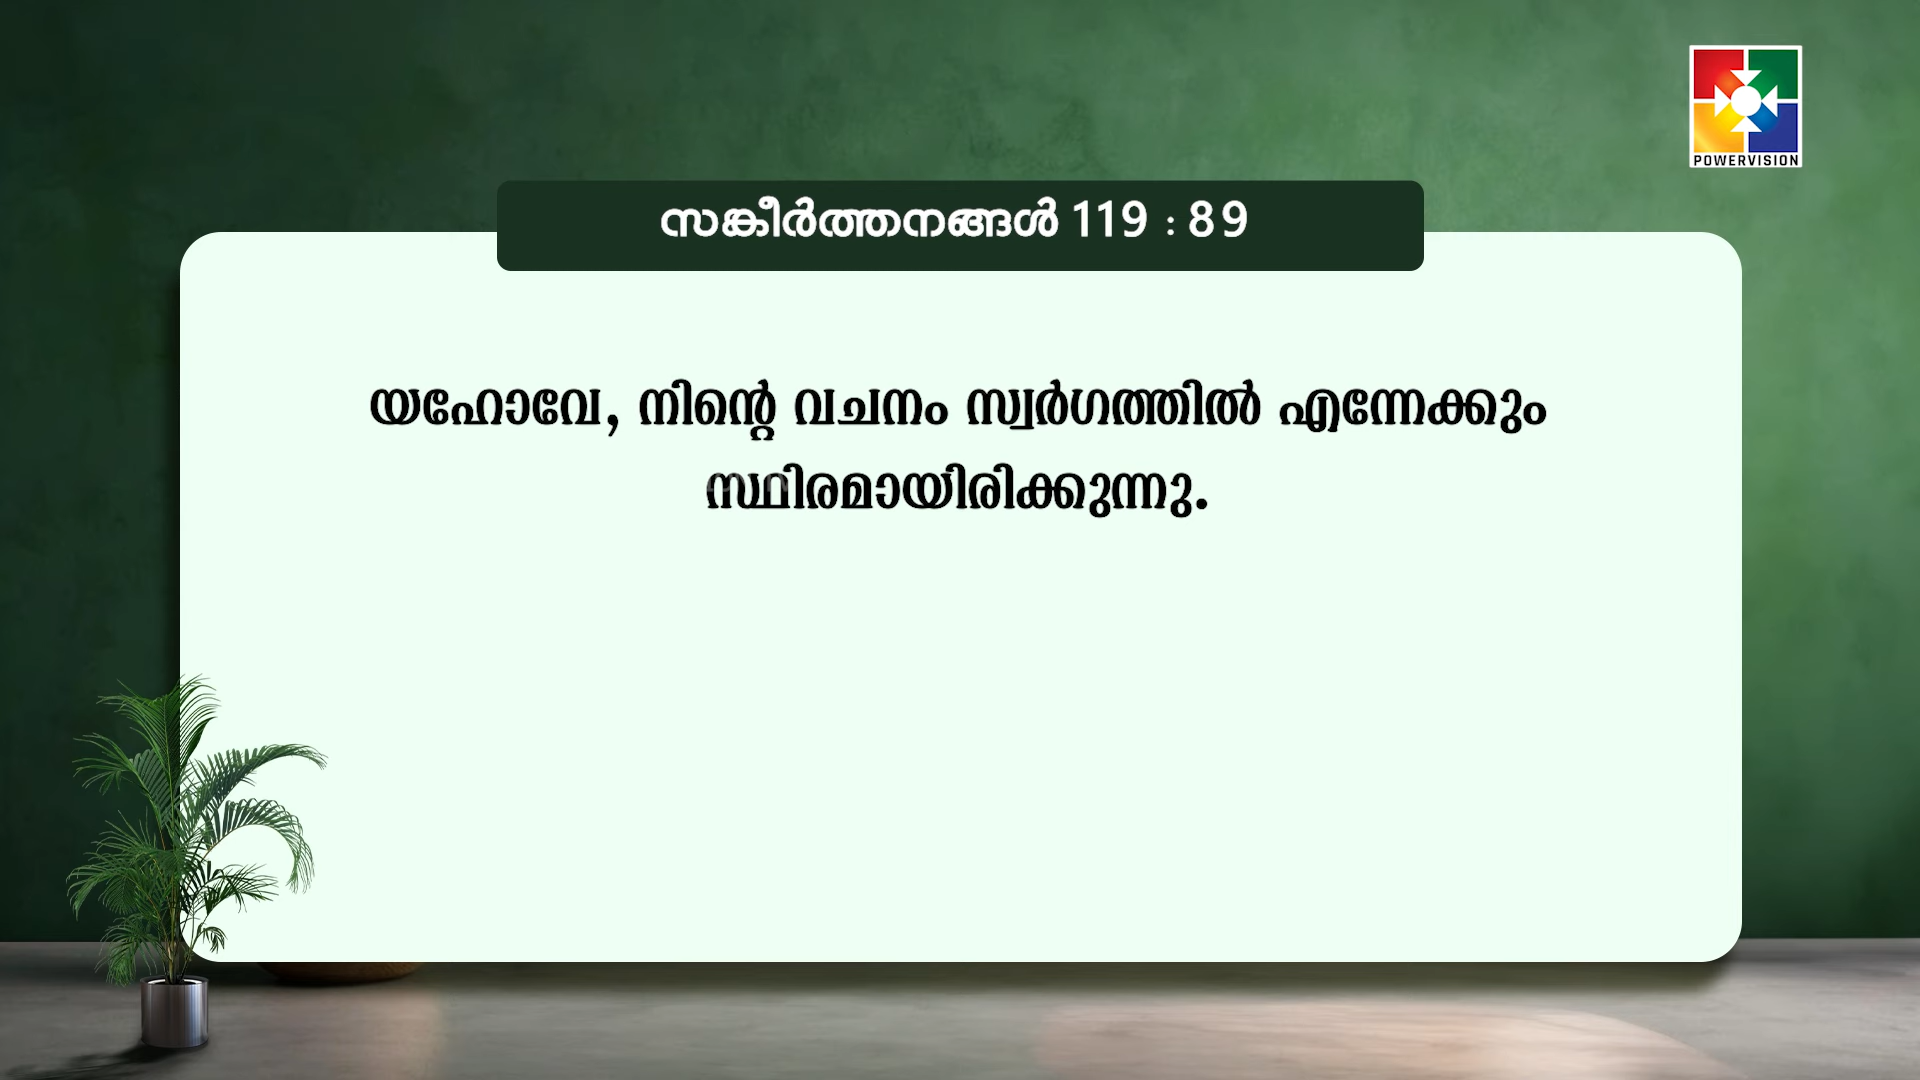 POWERVISION
സങ്കീർത്തനങ്ങൾ 119 : 89
യഹോവേ, നിന്റെ വചനം സ്വർഗത്തിൽ എന്നേക്കും
സ്ഥിരമായിരിക്കുന്നു.